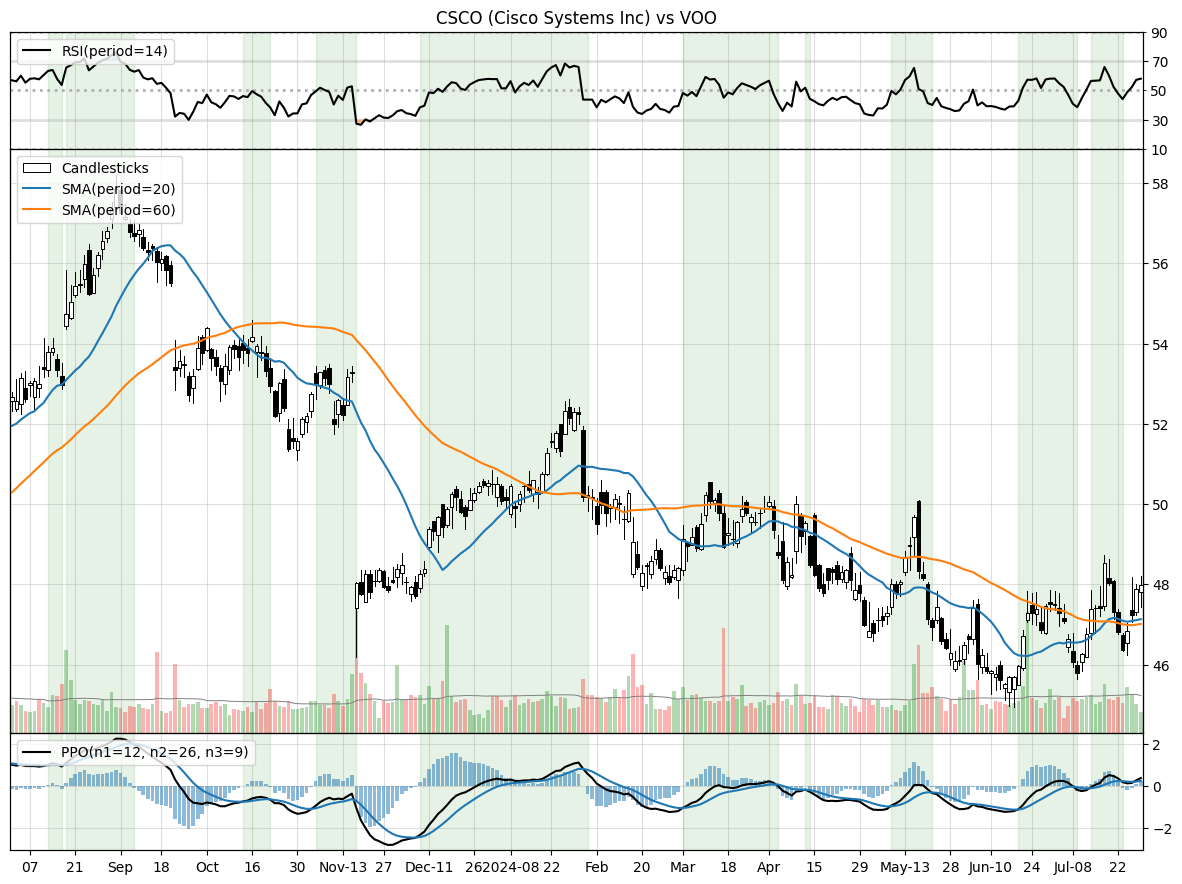 CSCO (Cisco Systems Inc) vs VOO
RSI(period=14)
90
70
50
30
10
Candlesticks
SMA(period=20)
SMA(period=60)
58
56
54
52
50
48
46
PPO(n1=12, n2=26, n3=9)
2
0
−2
07 21 Sep 18 Oct 16 30 Nov-13 27 Dec-11 26 2024-08 22 Feb 20 Mar 18 Apr 15 29 May-13 28 Jun-10 24 Jul-08 22